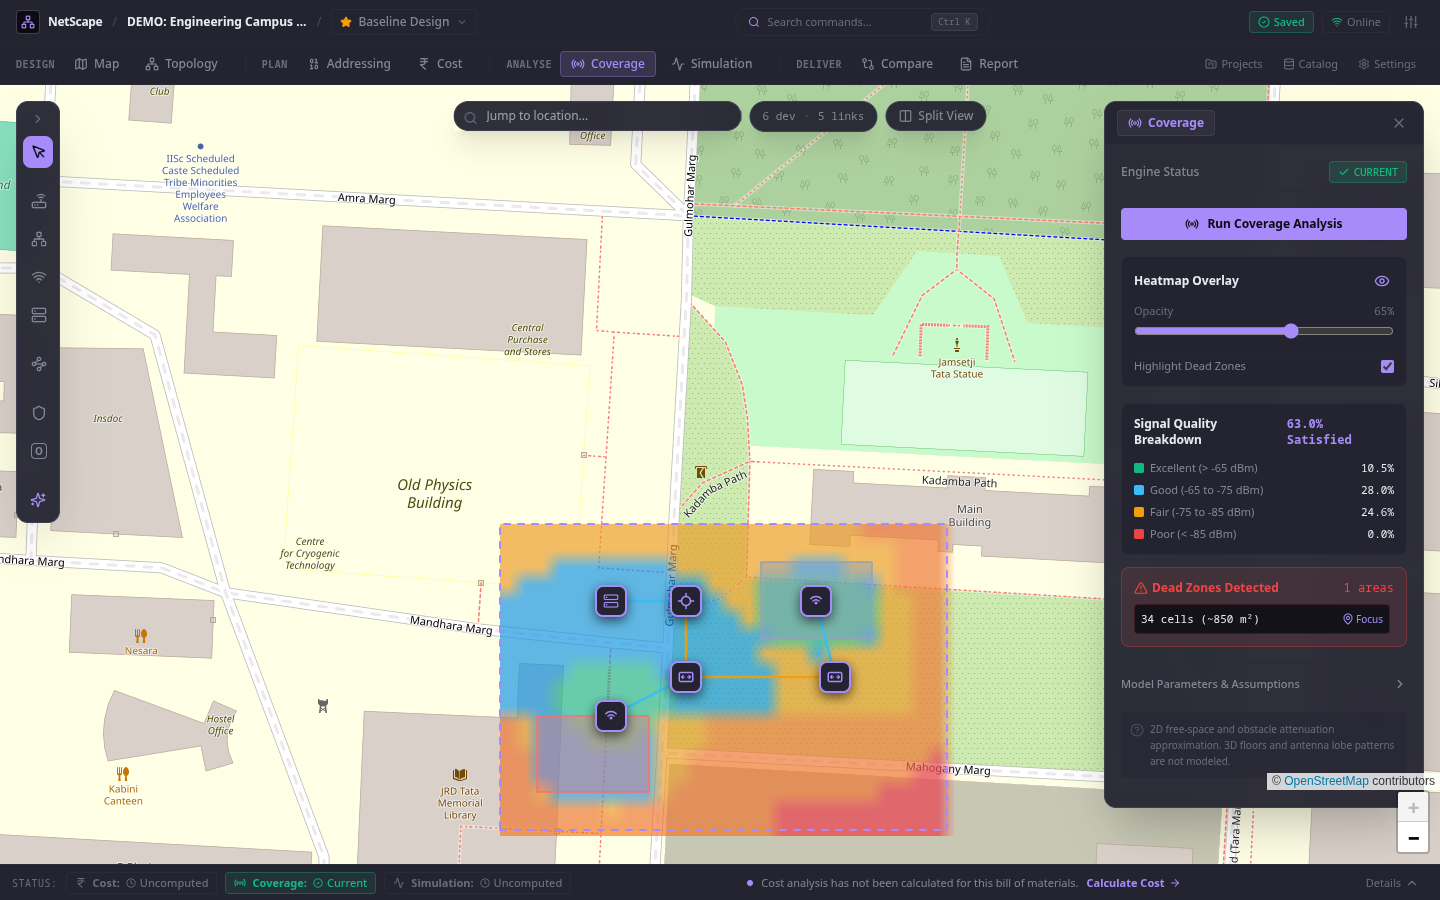 NetScape / DEMO: Engineering Campus ... / Baseline Design
Search commands... Ctrl K
Saved Online
DESIGN Map Topology PLAN Addressing Cost ANALYSE Coverage Simulation DELIVER Compare Report
Projects Catalog Settings
Jump to location...
6 dev · 5 links
Split View
Club
Office
IISc Scheduled
Caste Scheduled
Tribe Minorities
Employees
Welfare
Association
Amra Marg
Gulmohar Marg
Central
Purchase
and Stores
Jamsetji
Tata Statue
Insdoc
Old Physics
Building
Kadamba Path
Kadamba Path
Main
Building
Centre
for Cryogenic
Technology
ndhara Marg
Mandhara Marg
Nesara
Hostel
Office
Kabini
Canteen
JRD Tata
Memorial
Library
Mahogany Marg
Coverage
Engine Status CURRENT
Run Coverage Analysis
Heatmap Overlay
Opacity 65%
Highlight Dead Zones
Signal Quality
Breakdown
63.0%
Satisfied
Excellent (> -65 dBm) 10.5%
Good (-65 to -75 dBm) 28.0%
Fair (-75 to -85 dBm) 24.6%
Poor (< -85 dBm) 0.0%
Dead Zones Detected 1 areas
34 cells (~850 m²) Focus
Model Parameters & Assumptions
2D free-space and obstacle attenuation
approximation. 3D floors and antenna lobe patterns
are not modeled.
© OpenStreetMap contributors
+
−
STATUS: Cost: Uncomputed Coverage: Current Simulation: Uncomputed
Cost analysis has not been calculated for this bill of materials. Calculate Cost →
Details